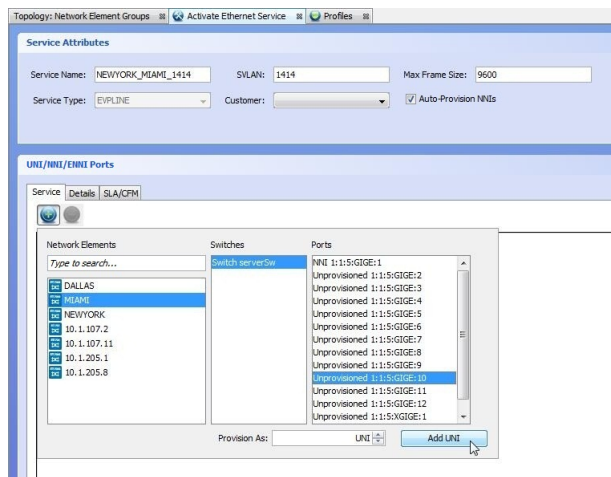 Topology: Network Element Groups Activate Ethernet Service Profiles
Service Attributes
Service Name: NEWYORK_MIAMI_1414 SVLAN: 1414 Max Frame Size: 9600
Service Type: EVPLINE Customer: Auto-Provision NNIs
UNI/NNI/ENNI Ports
Service Details SLA/CFM
Network Elements Switches Ports
Type to search... Switch serverSw NNI 1:1:5:GIGE:1
Unprovisioned 1:1:5:GIGE:2
DALLAS Unprovisioned 1:1:5:GIGE:3
MIAMI Unprovisioned 1:1:5:GIGE:4
NEWYORK Unprovisioned 1:1:5:GIGE:5
10.1.107.2 Unprovisioned 1:1:5:GIGE:6
10.1.107.11 Unprovisioned 1:1:5:GIGE:7
10.1.205.1 Unprovisioned 1:1:5:GIGE:8
10.1.205.8 Unprovisioned 1:1:5:GIGE:9
Unprovisioned 1:1:5:GIGE:10
Unprovisioned 1:1:5:GIGE:11
Unprovisioned 1:1:5:GIGE:12
Unprovisioned 1:1:5:XGIGE:1
Provision As: UNI Add UNI